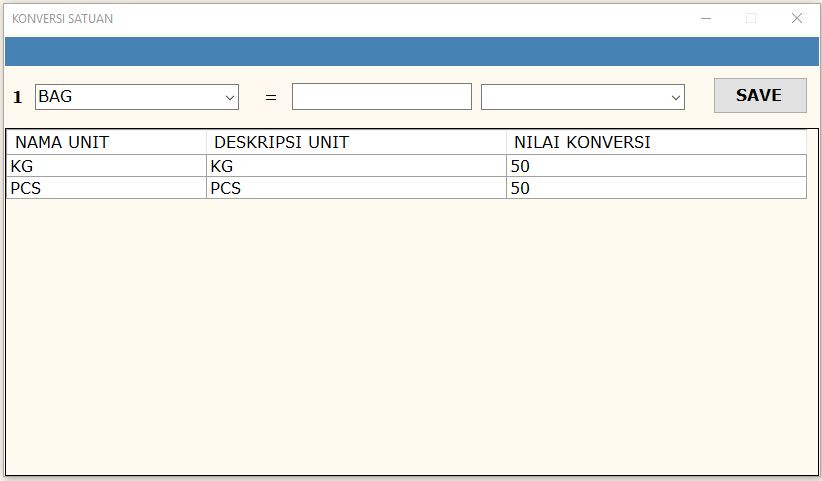 KONVERSI SATUAN
1 BAG = SAVE
NAMA UNIT DESKRIPSI UNIT NILAI KONVERSI
KG KG 50
PCS PCS 50